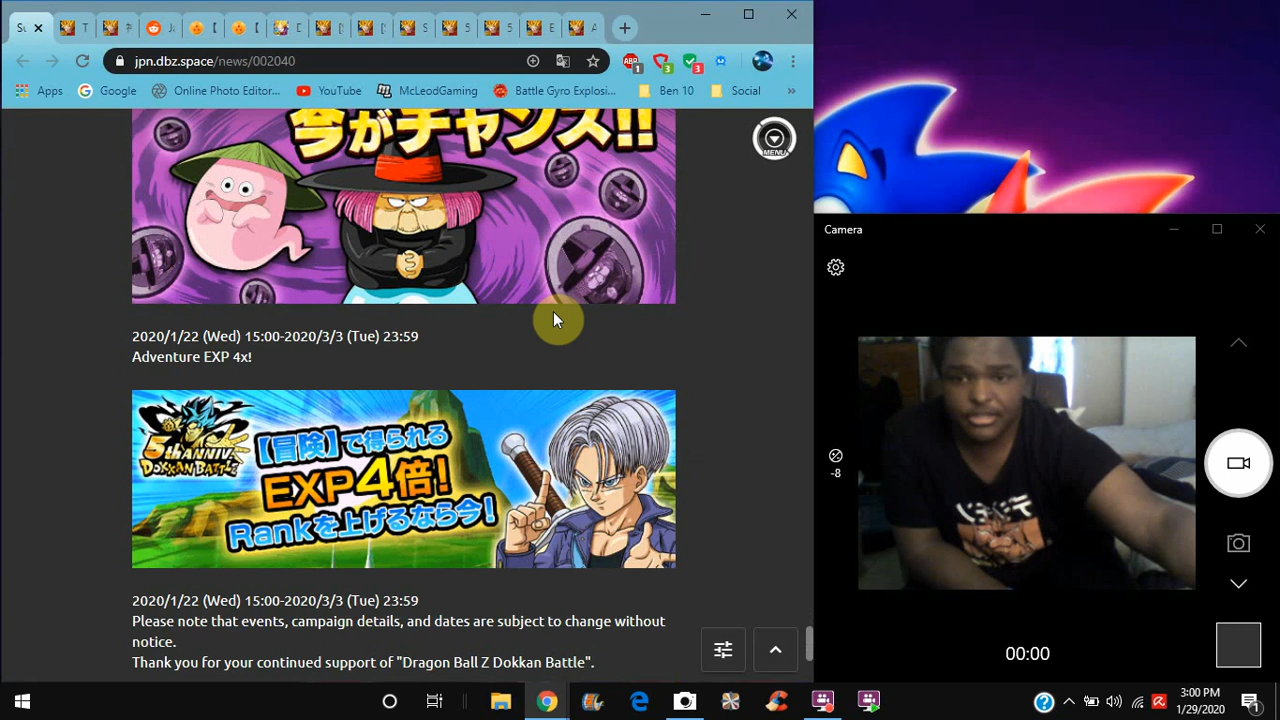 jpn.dbz.space/news/002040
Apps
Google
Online Photo Editor...
YouTube
McLeodGaming
Battle Gyro Explosi...
Ben 10
Social
»
今がチャンス!!
MENU
2020/1/22 (Wed) 15:00-2020/3/3 (Tue) 23:59
Adventure EXP 4x!
5th ANNIV
DOKKAN BATTLE
【冒険】で得られる
EXP4倍!
Rankを上げるなら今!
2020/1/22 (Wed) 15:00-2020/3/3 (Tue) 23:59
Please note that events, campaign details, and dates are subject to change without
notice.
Thank you for your continued support of "Dragon Ball Z Dokkan Battle".
Camera
-8
00:00
3:00 PM
1/29/2020